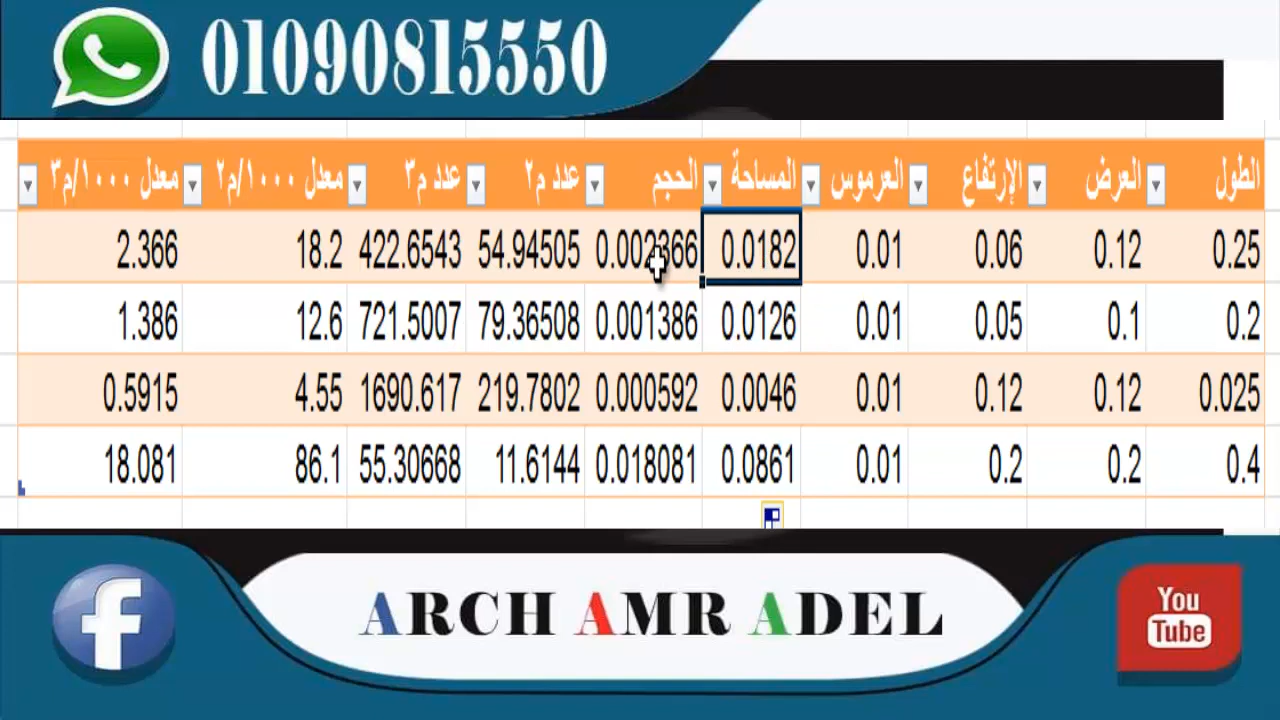 01090815550
الطول العرض الإرتفاع العرموس المساحة الحجم عدد م٢ عدد م٣ معدل ١٠٠٠/م٢ معدل ١٠٠٠/م٣
0.25 0.12 0.06 0.01 0.0182 0.002366 54.94505 422.6543 18.2 2.366
0.2 0.1 0.05 0.01 0.0126 0.001386 79.36508 721.5007 12.6 1.386
0.025 0.12 0.12 0.01 0.0046 0.000592 219.7802 1690.617 4.55 0.5915
0.4 0.2 0.2 0.01 0.0861 0.018081 11.6144 55.30668 86.1 18.081
f
ARCH AMR ADEL
You
Tube